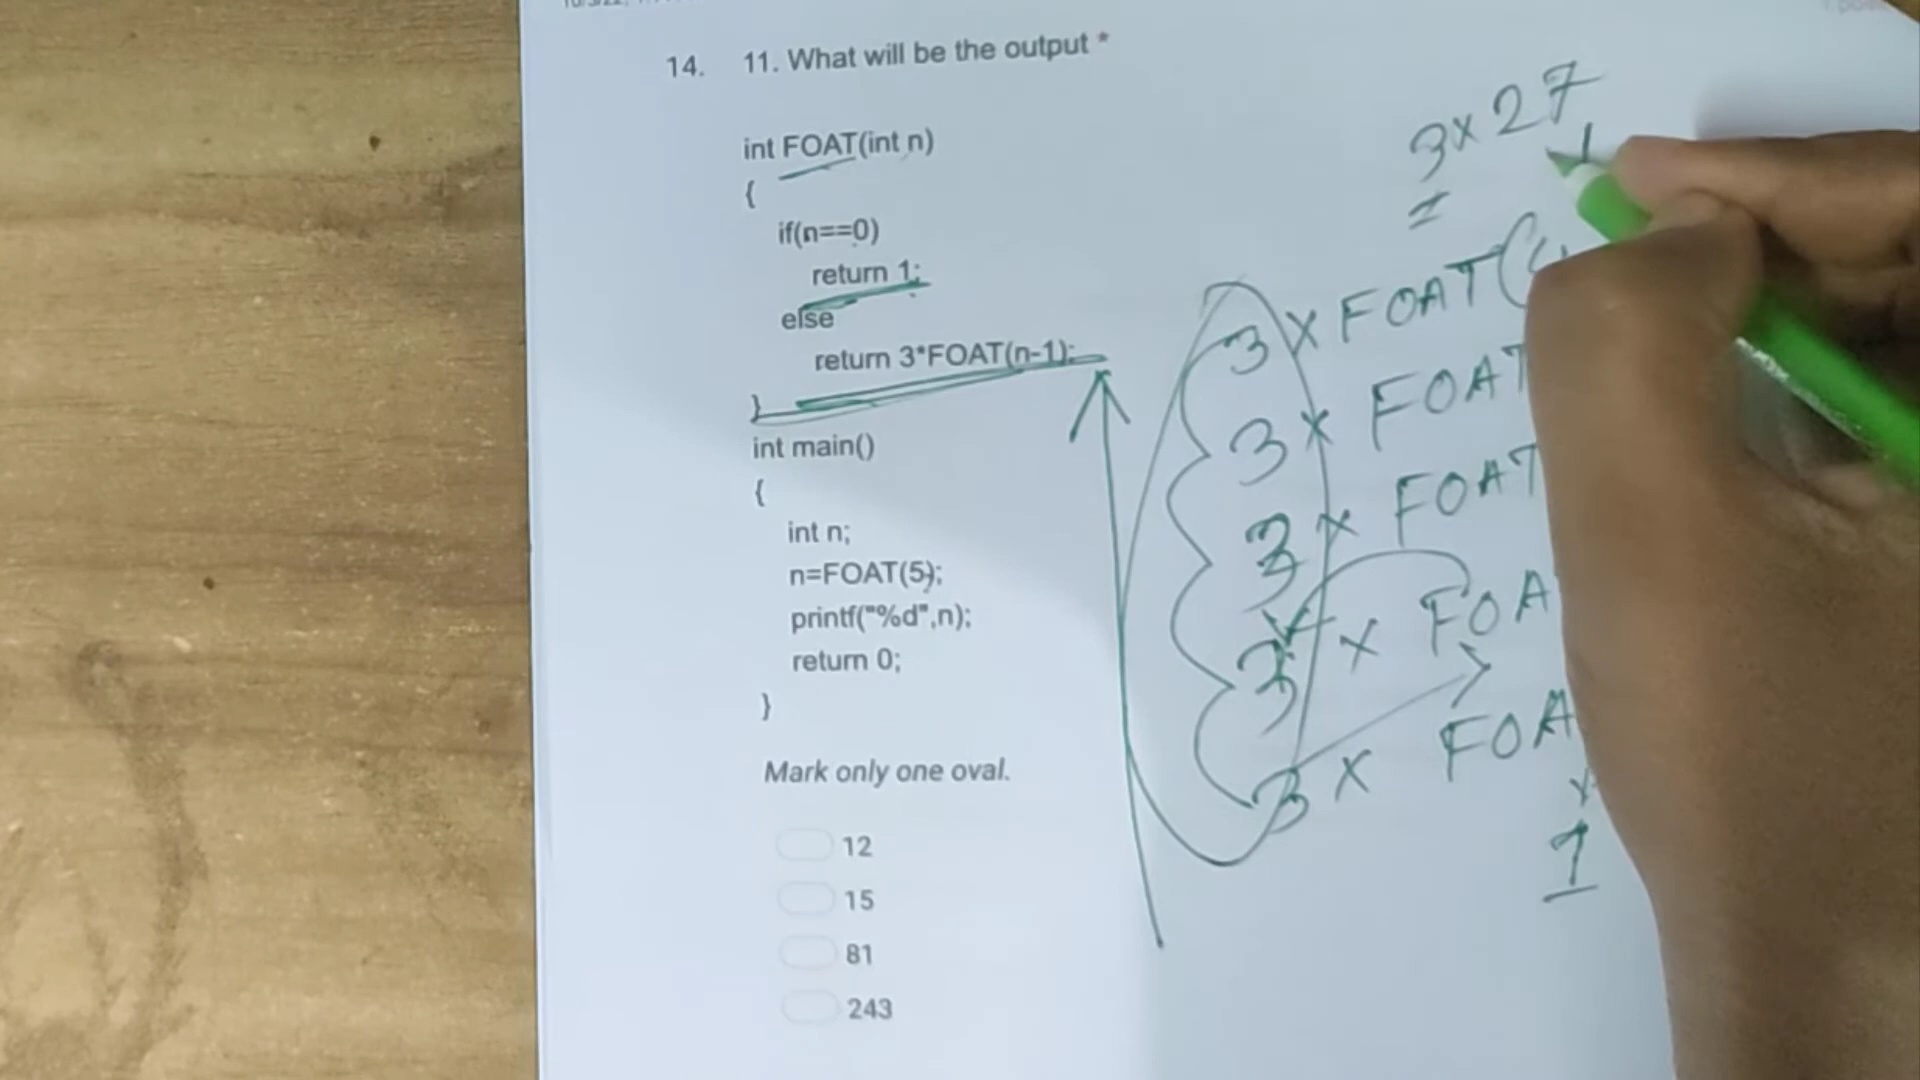 14. 11. What will be the output *
int FOAT(int n)
{
if(n==0)
return 1;
else
return 3*FOAT(n-1);
}
int main()
{
int n;
n=FOAT(5);
printf("%d",n);
return 0;
}
Mark only one oval.
12
15
81
243
3x27
3 x FOAT(
3 x FOAT
3 x FOAT
3 x FOA
3 x FOA
1